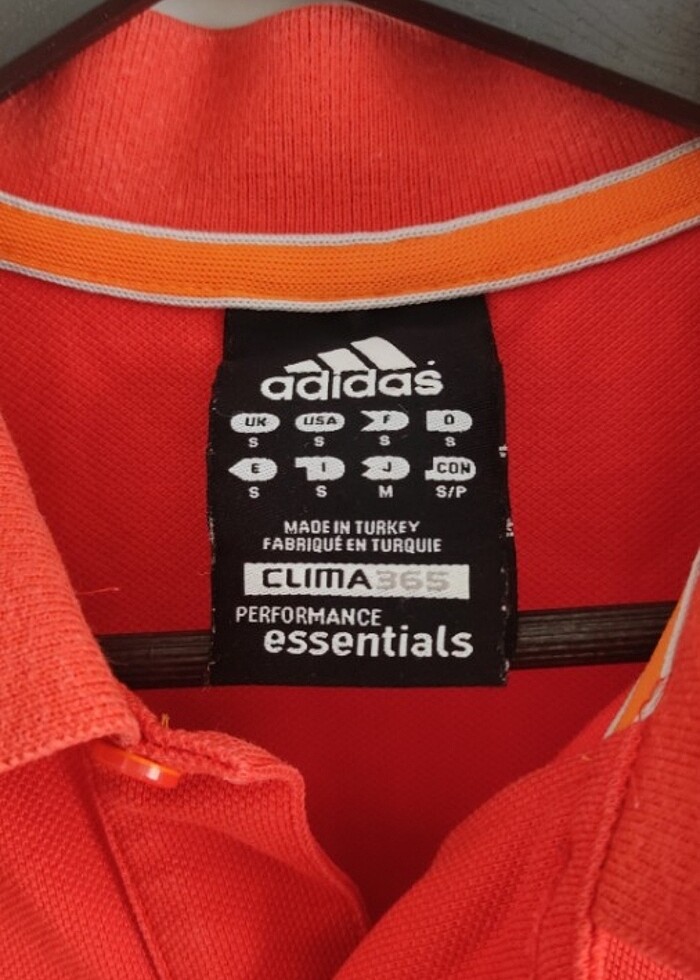 adidas
UK USA F D
S S S S
E I J CON
S S M S/P
MADE IN TURKEY
FABRIQUÉ EN TURQUIE
CLIMA365
PERFORMANCE
essentials